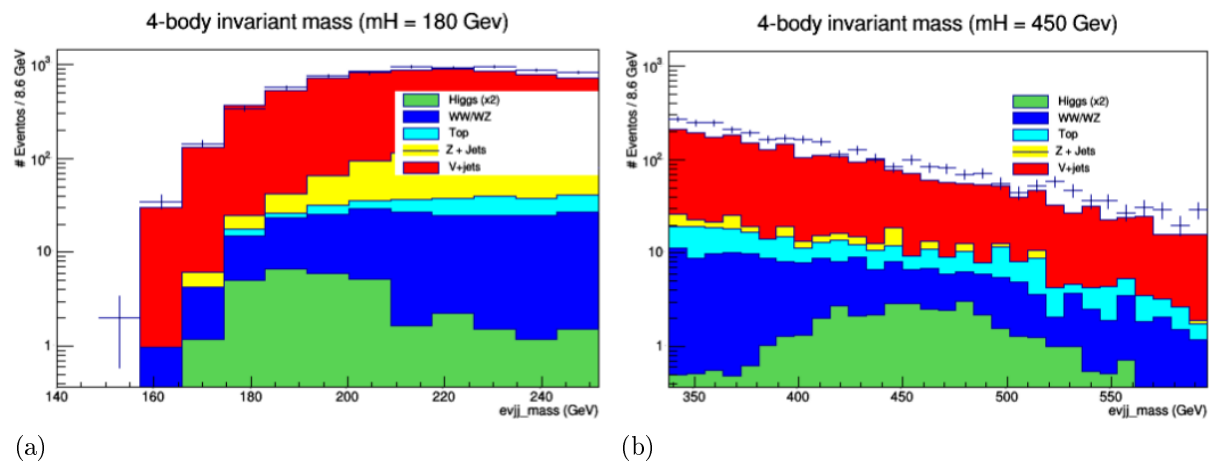 4-body invariant mass (mH = 180 Gev)
# Eventos / 8.6 GeV
10³
10²
10
1
Higgs (x2)
WW/WZ
Top
Z + Jets
V+jets
140 160 180 200 220 240
evjj_mass (GeV)
(a)
4-body invariant mass (mH = 450 Gev)
# Eventos / 8.6 GeV
10³
10²
10
1
Higgs (x2)
WW/WZ
Top
Z + Jets
V+jets
350 400 450 500 550
evjj_mass (GeV)
(b)